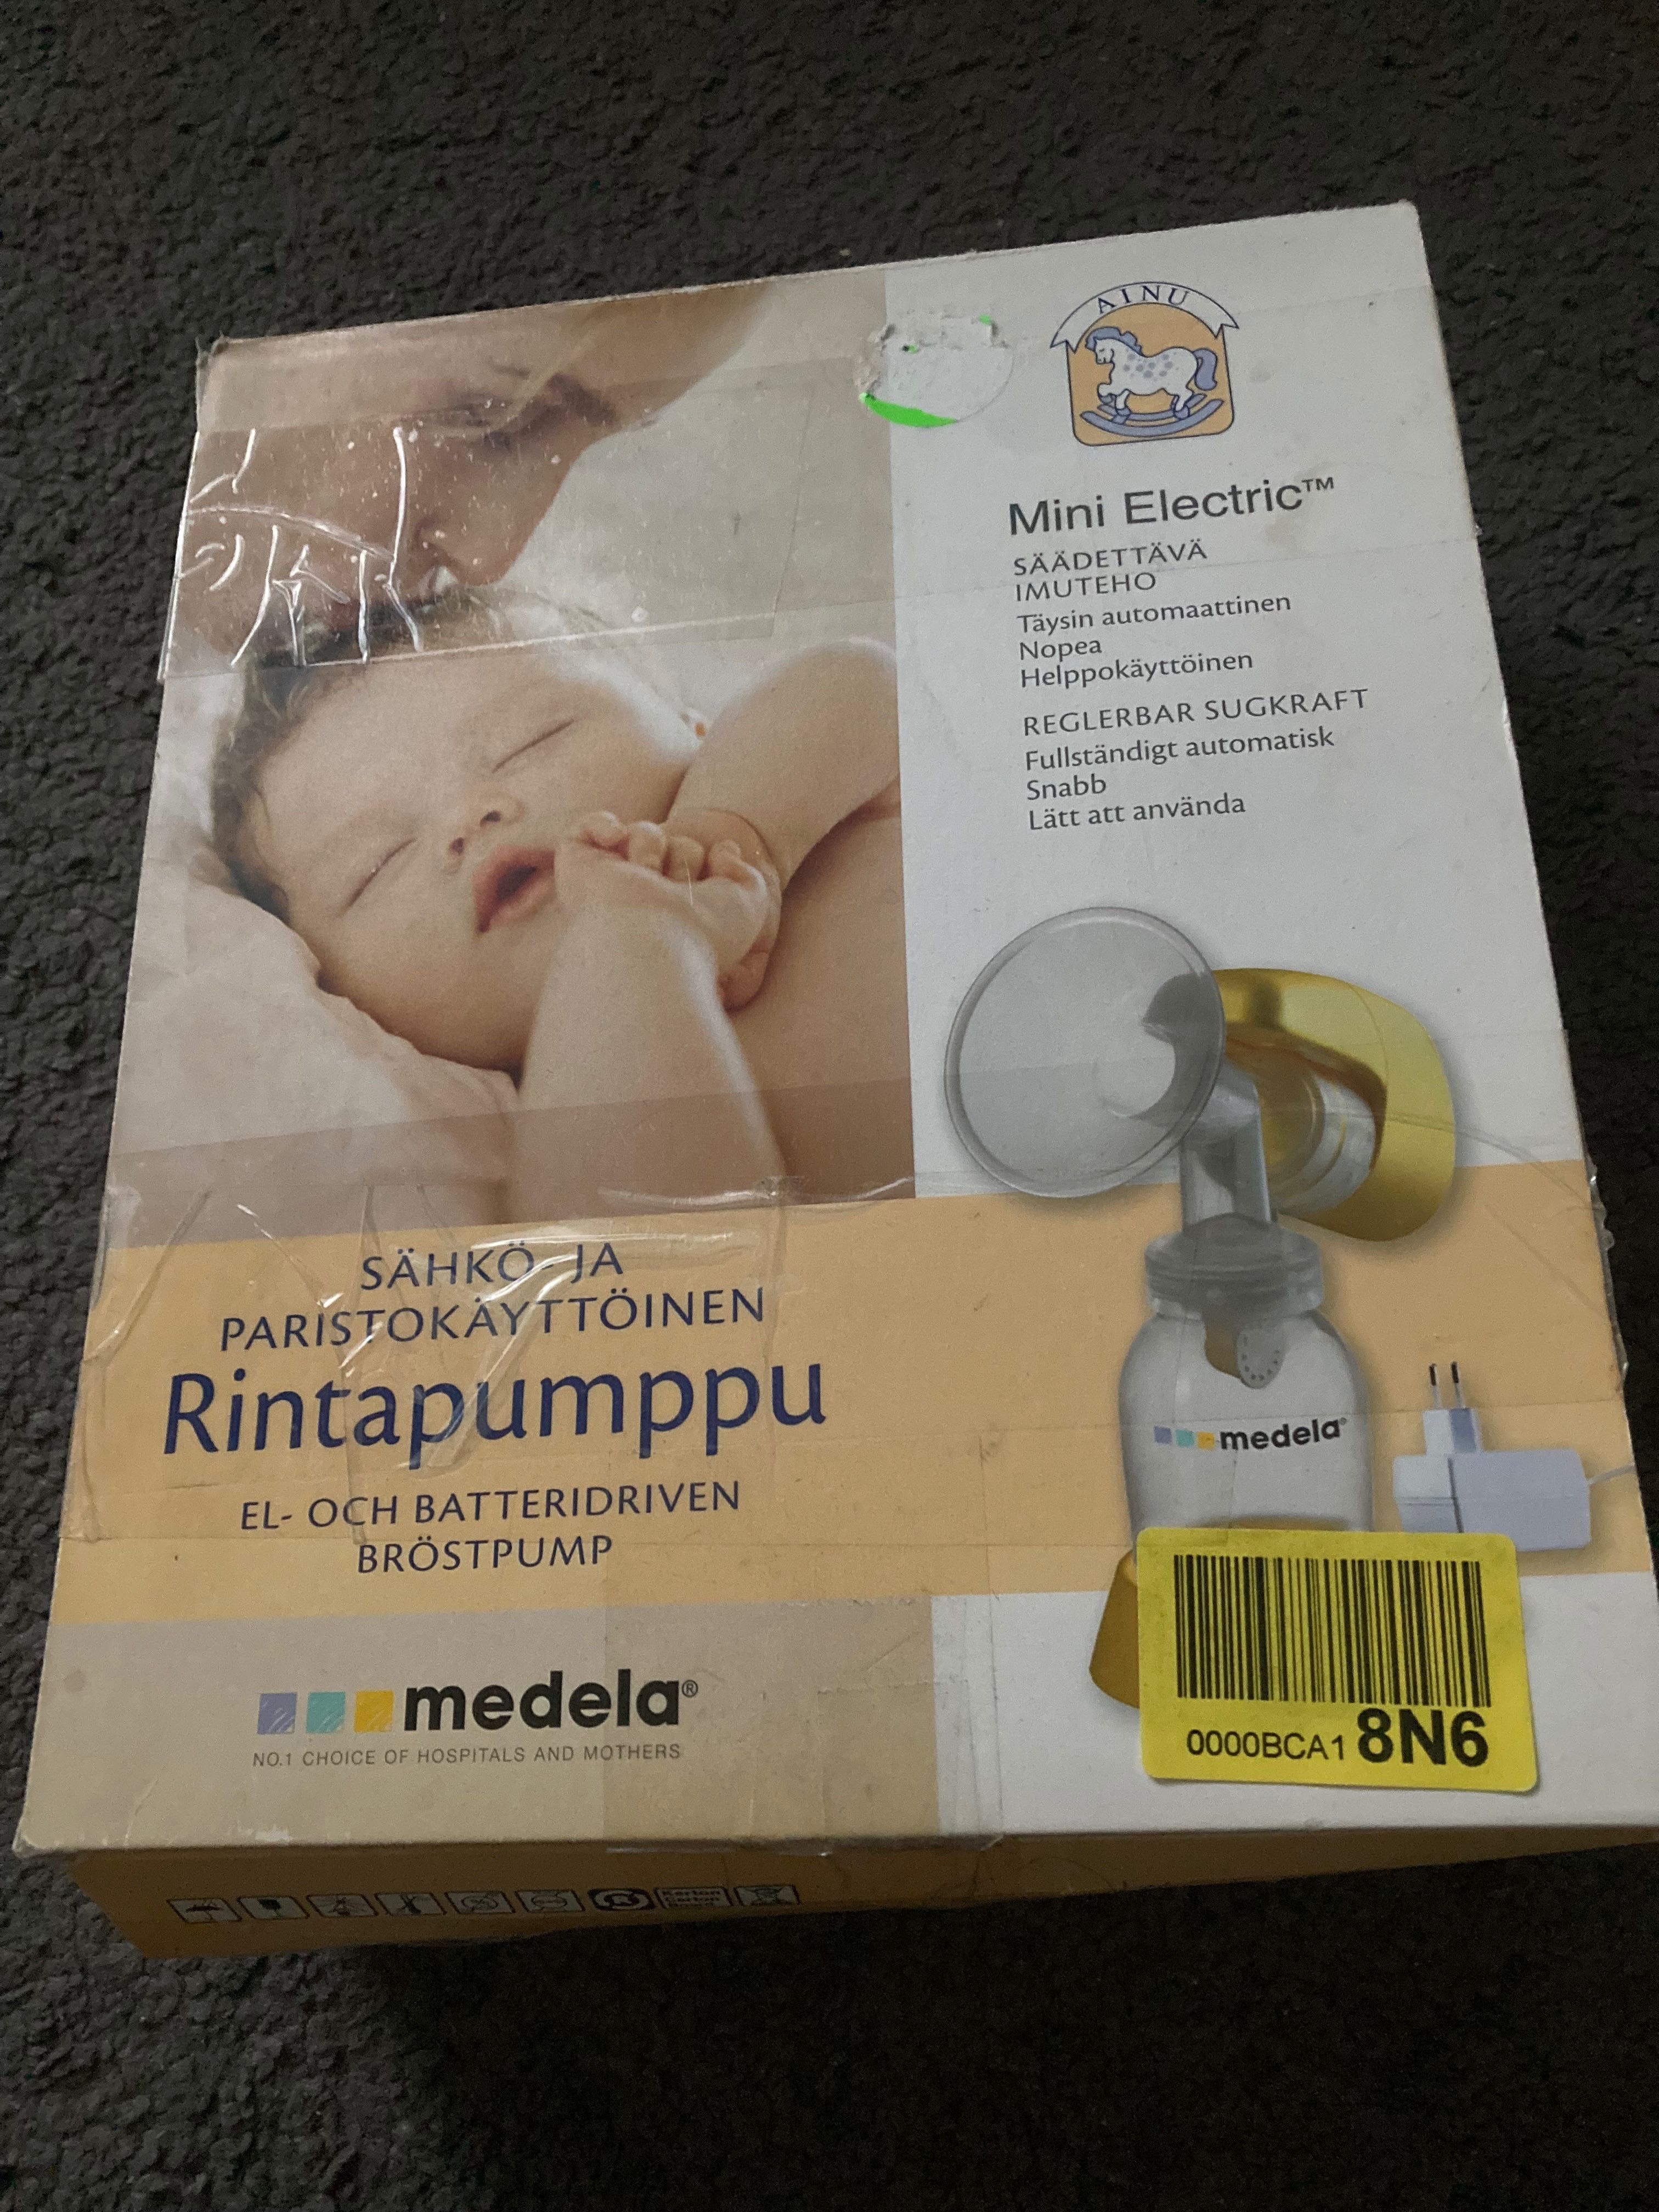 AINU
Mini Electric™
SÄÄDETTÄVÄ
IMUTEHO
Täysin automaattinen
Nopea
Helppokäyttöinen
REGLERBAR SUGKRAFT
Fullständigt automatisk
Snabb
Lätt att använda
SÄHKÖ- JA
PARISTOKÄYTTÖINEN
Rintapumppu
EL- OCH BATTERIDRIVEN
BRÖSTPUMP
medela®
medela®
NO.1 CHOICE OF HOSPITALS AND MOTHERS
0000BCA1 8N6